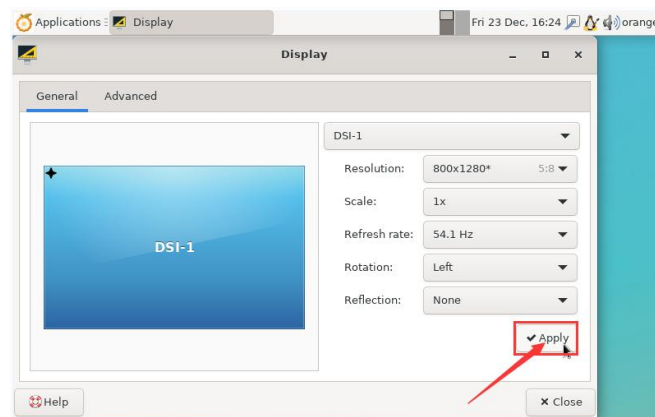 Applications Display Fri 23 Dec, 16:24 orange
Display
General Advanced
DSI-1
Resolution: 800x1280* 5:8
Scale: 1x
Refresh rate: 54.1 Hz
DSI-1
Rotation: Left
Reflection: None
Apply
Help Close